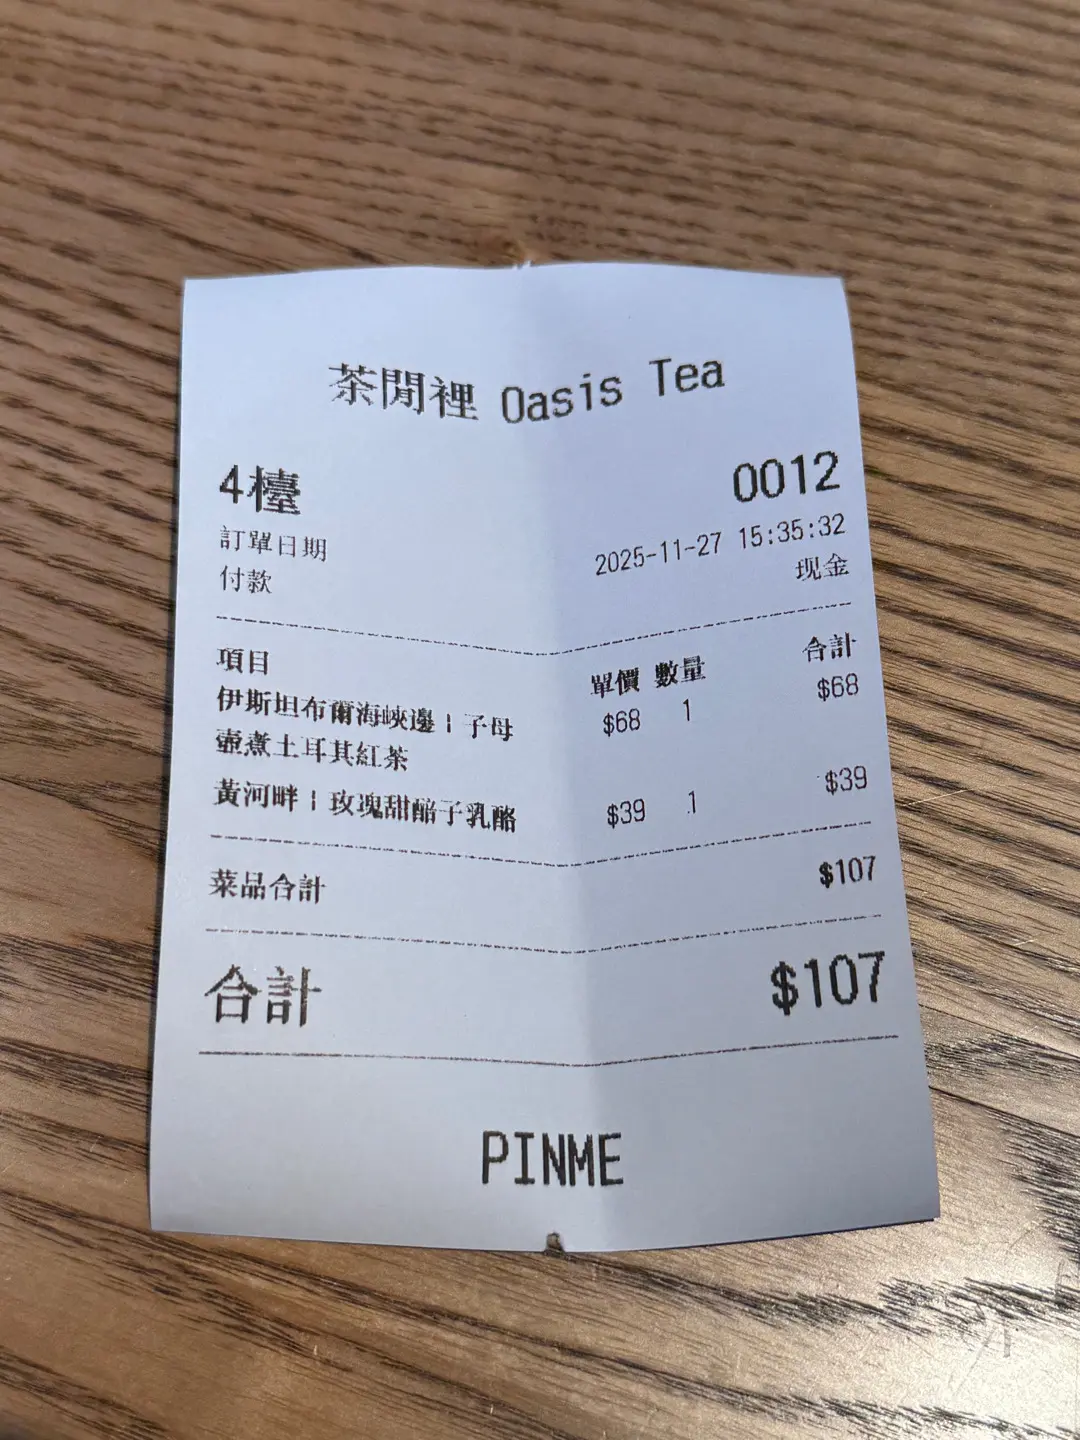 茶閒裡 Oasis Tea
4檯 0012
訂單日期 2025-11-27 15:35:32
付款 现金
項目 單價 數量 合計
伊斯坦布爾海峽邊 | 子母 $68 1 $68
壺煮土耳其紅茶
黃河畔 | 玫瑰甜醅子乳酪 $39 1 $39
菜品合計 $107
合計 $107
PINME